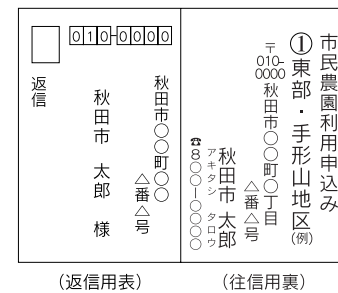 010-0000
返信
秋田市○○町○○
△番△号
秋田市 太郎 様
(返信用表)
市民農園利用申込み
①東部・手形山地区(例)
〒010-0000
秋田市○○町○丁目
△番△号
アキタシ タロウ
秋田市 太郎
☎8○○-○○○○
(往信用裏)